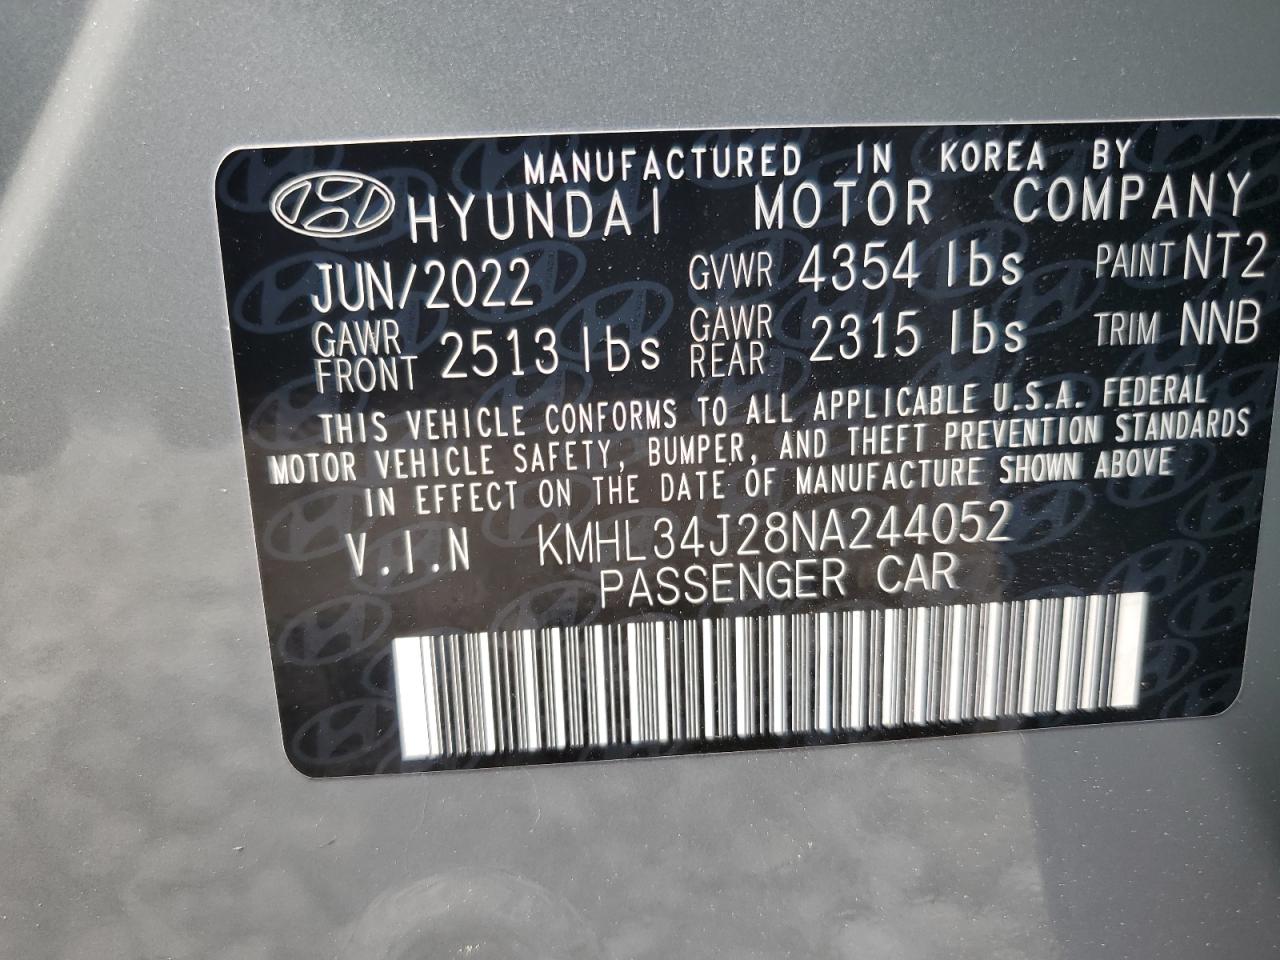 MANUFACTURED IN KOREA BY
HYUNDAI MOTOR COMPANY
JUN/2022 GVWR 4354 lbs PAINT NT2
GAWR FRONT 2513 lbs GAWR REAR 2315 lbs TRIM NNB
THIS VEHICLE CONFORMS TO ALL APPLICABLE U.S.A. FEDERAL
MOTOR VEHICLE SAFETY, BUMPER, AND THEFT PREVENTION STANDARDS
IN EFFECT ON THE DATE OF MANUFACTURE SHOWN ABOVE
V.I.N KMHL34J28NA244052
PASSENGER CAR